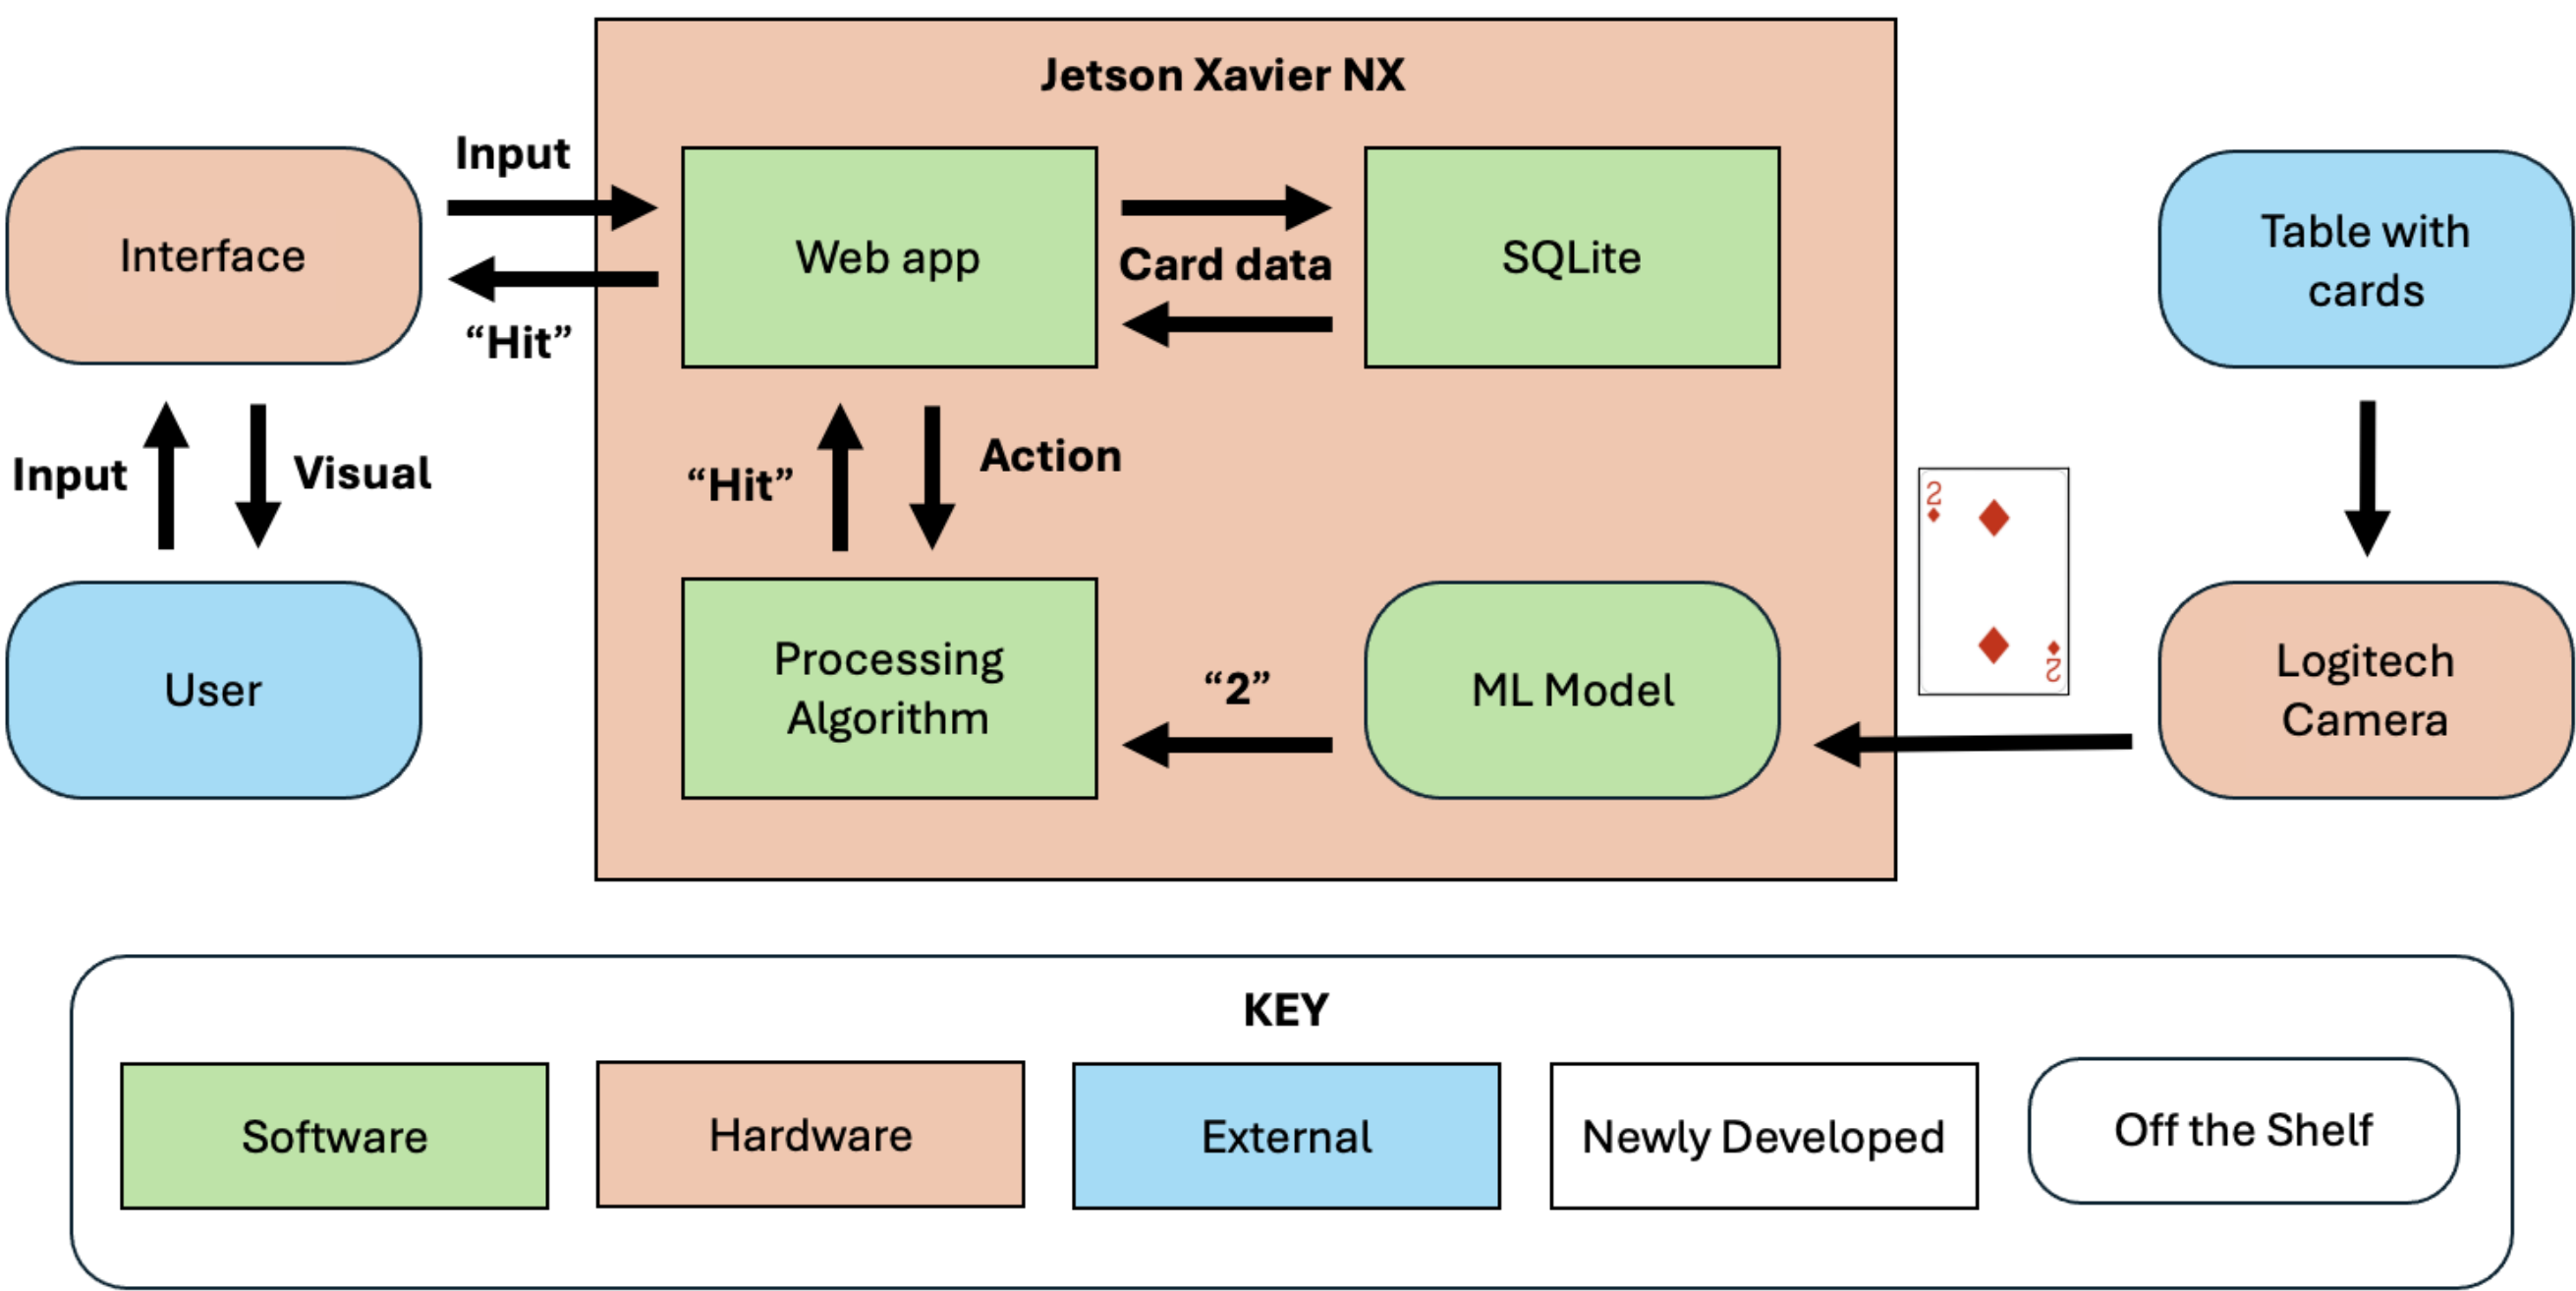 Jetson Xavier NX
Input
Interface
Web app
Card data
SQLite
Table with
cards
“Hit”
Input
Visual
“Hit”
Action
2
2
User
Processing
Algorithm
“2”
ML Model
Logitech
Camera
KEY
Software
Hardware
External
Newly Developed
Off the Shelf